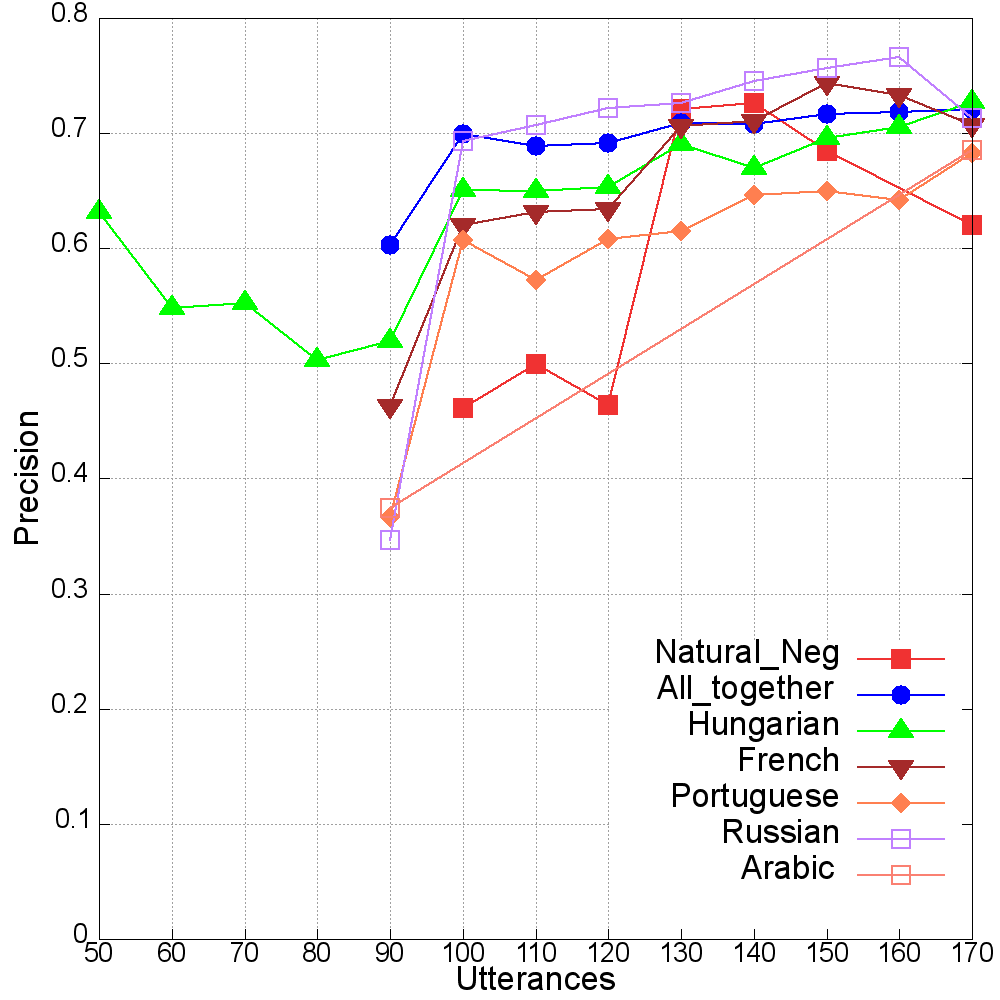 0.8
0.7
0.6
0.5
0.4
0.3
0.2
0.1
0
Precision
Natural_Neg
All_together
Hungarian
French
Portuguese
Russian
Arabic
50 60 70 80 90 100 110 120 130 140 150 160 170
Utterances